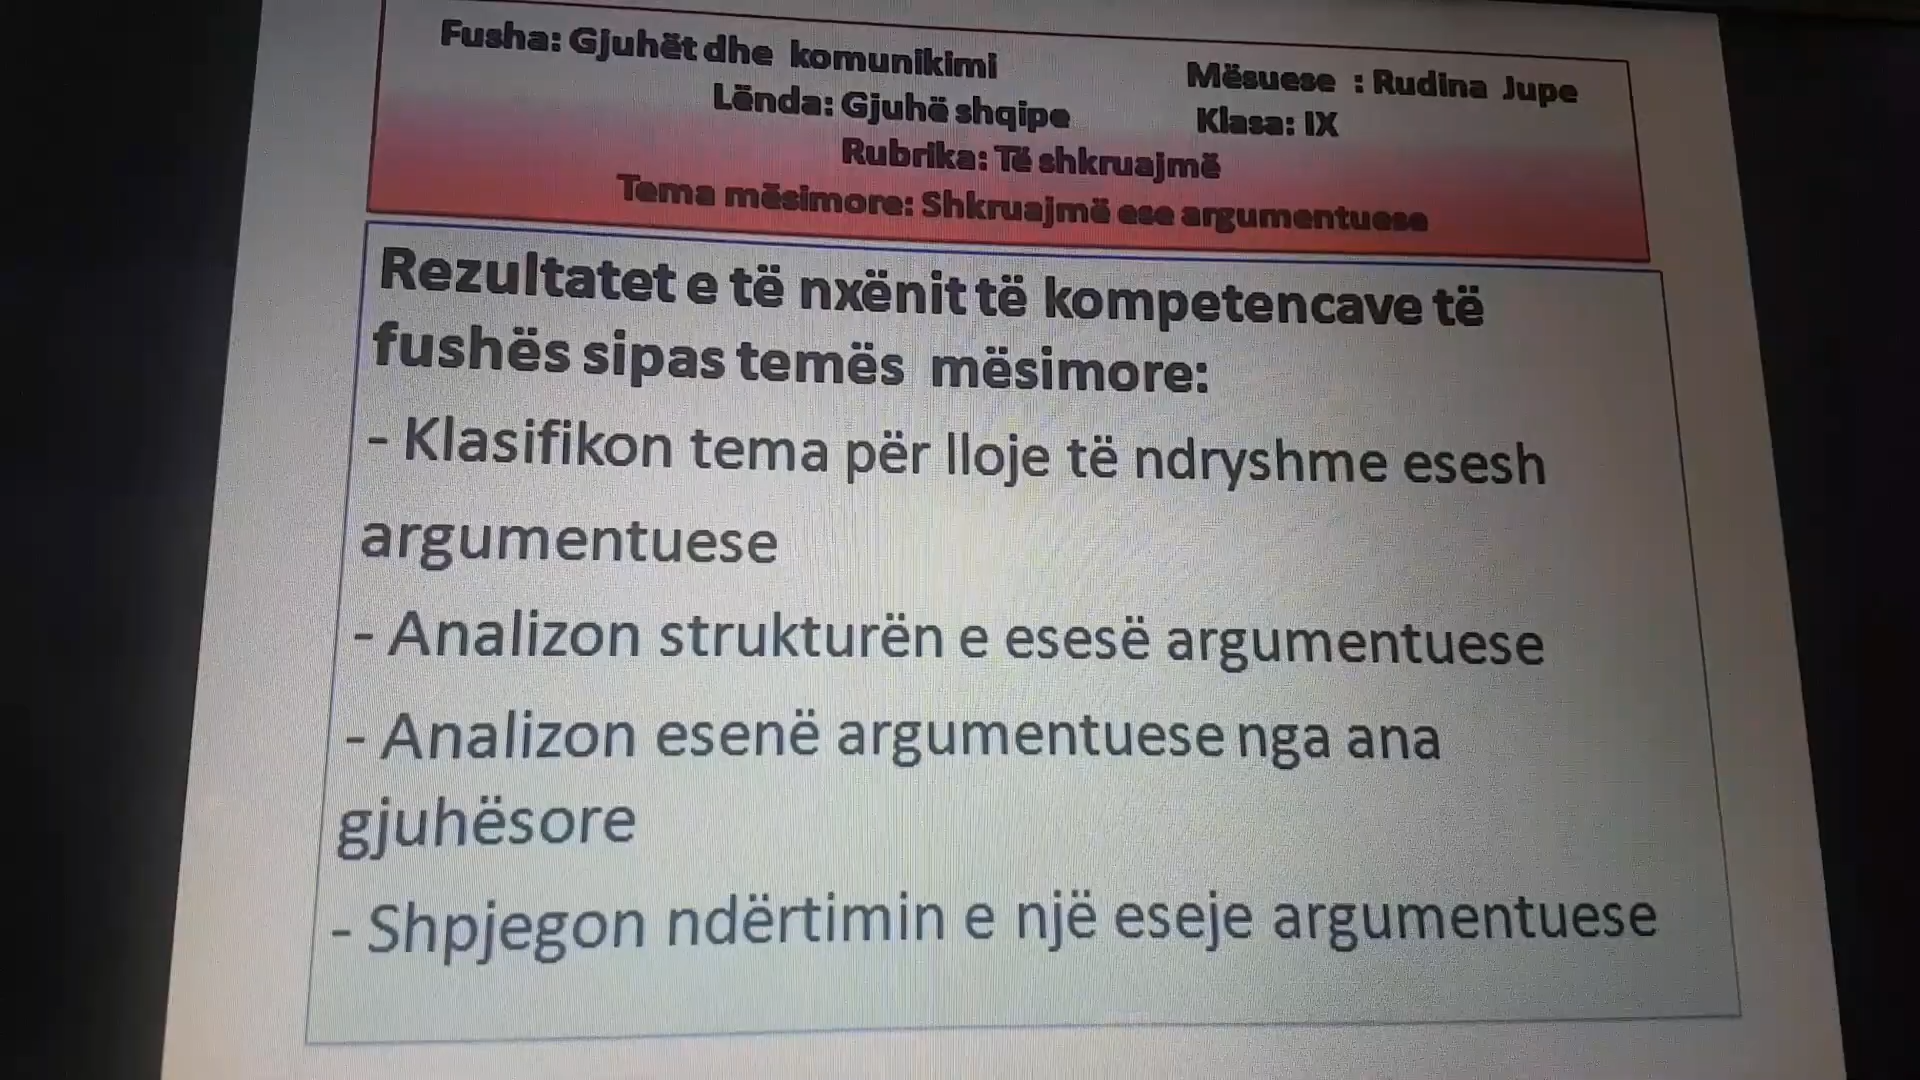 Fusha: Gjuhët dhe komunikimi
Mësuese : Rudina Jupe
Lënda: Gjuhë shqipe
Klasa: IX
Rubrika: Të shkruajmë
Tema mësimore: Shkruajmë ese argumentuese
Rezultatet e të nxënit të kompetencave të
fushës sipas temës mësimore:
- Klasifikon tema për lloje të ndryshme esesh
argumentuese
- Analizon strukturën e esesë argumentuese
- Analizon esenë argumentuese nga ana
gjuhësore
- Shpjegon ndërtimin e një eseje argumentuese